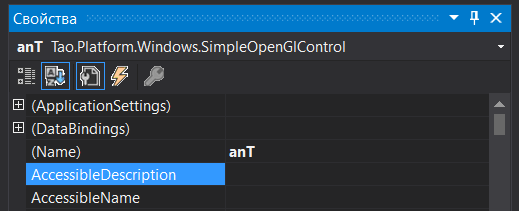 Свойства
anT Tao.Platform.Windows.SimpleOpenGlControl
(ApplicationSettings)
(DataBindings)
(Name) anT
AccessibleDescription
AccessibleName